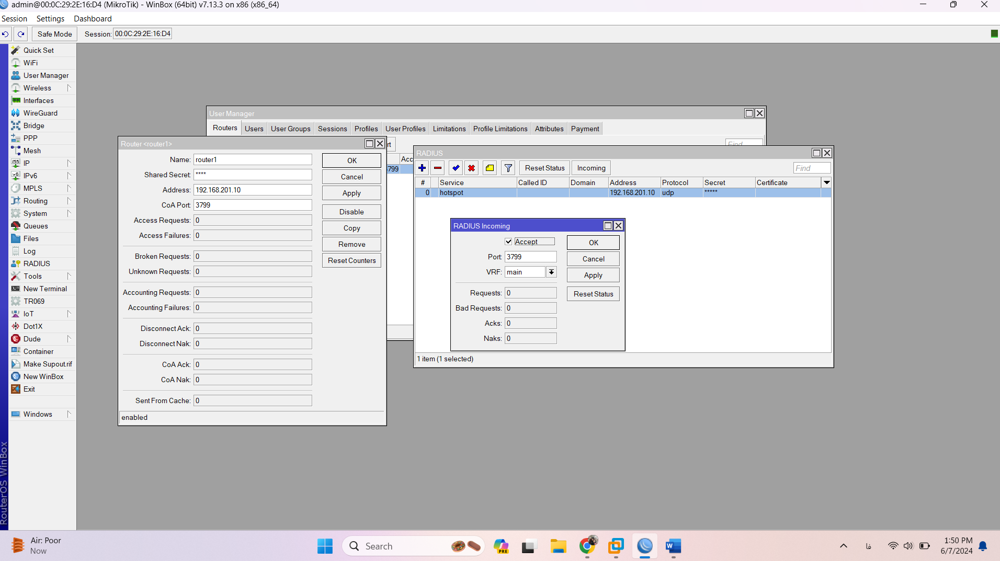 admin@00:0C:29:2E:16:D4 (MikroTik) - WinBox (64bit) v7.13.3 on x86 (x86_64)
Session Settings Dashboard
Safe Mode Session: 00:0C:29:2E:16:D4
Quick Set
WiFi
User Manager
Wireless
Interfaces
WireGuard
Bridge
PPP
Mesh
IP
IPv6
MPLS
Routing
System
Queues
Files
Log
RADIUS
Tools
New Terminal
TR069
IoT
Dot1X
Dude
Container
Make Supout.rif
New WinBox
Exit
Windows
RouterOS WinBox
User Manager
Routers Users User Groups Sessions Profiles User Profiles Limitations Profile Limitations Attributes Payment
rt Find
Acc
3799
Router <router1>
Name: router1
Shared Secret: ****
Address: 192.168.201.10
CoA Port: 3799
Access Requests: 0
Access Failures: 0
Broken Requests: 0
Unknown Requests: 0
Accounting Requests: 0
Accounting Failures: 0
Disconnect Ack: 0
Disconnect Nak: 0
CoA Ack: 0
CoA Nak: 0
Sent From Cache: 0
enabled
OK
Cancel
Apply
Disable
Copy
Remove
Reset Counters
RADIUS
Reset Status Incoming Find
# Service Called ID Domain Address Protocol Secret Certificate
0 hotspot 192.168.201.10 udp *****
RADIUS Incoming
Accept
Port: 3799
VRF: main
Requests: 0
Bad Requests: 0
Acks: 0
Naks: 0
OK
Cancel
Apply
Reset Status
1 item (1 selected)
Air: Poor
Now
Search
PRE
W
فا
1:50 PM
6/7/2024